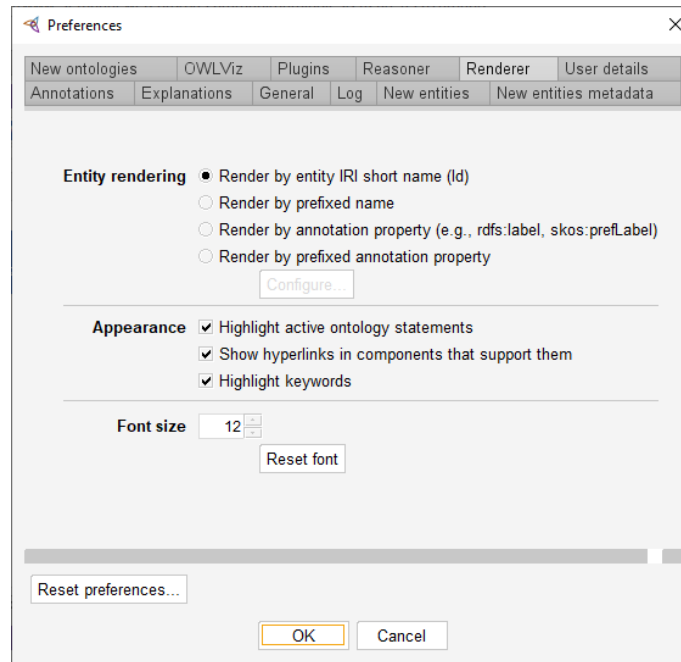 Preferences
New ontologies OWLViz Plugins Reasoner Renderer User details
Annotations Explanations General Log New entities New entities metadata
Entity rendering Render by entity IRI short name (Id)
Render by prefixed name
Render by annotation property (e.g., rdfs:label, skos:prefLabel)
Render by prefixed annotation property
Configure...
Appearance Highlight active ontology statements
Show hyperlinks in components that support them
Highlight keywords
Font size 12
Reset font
Reset preferences...
OK Cancel